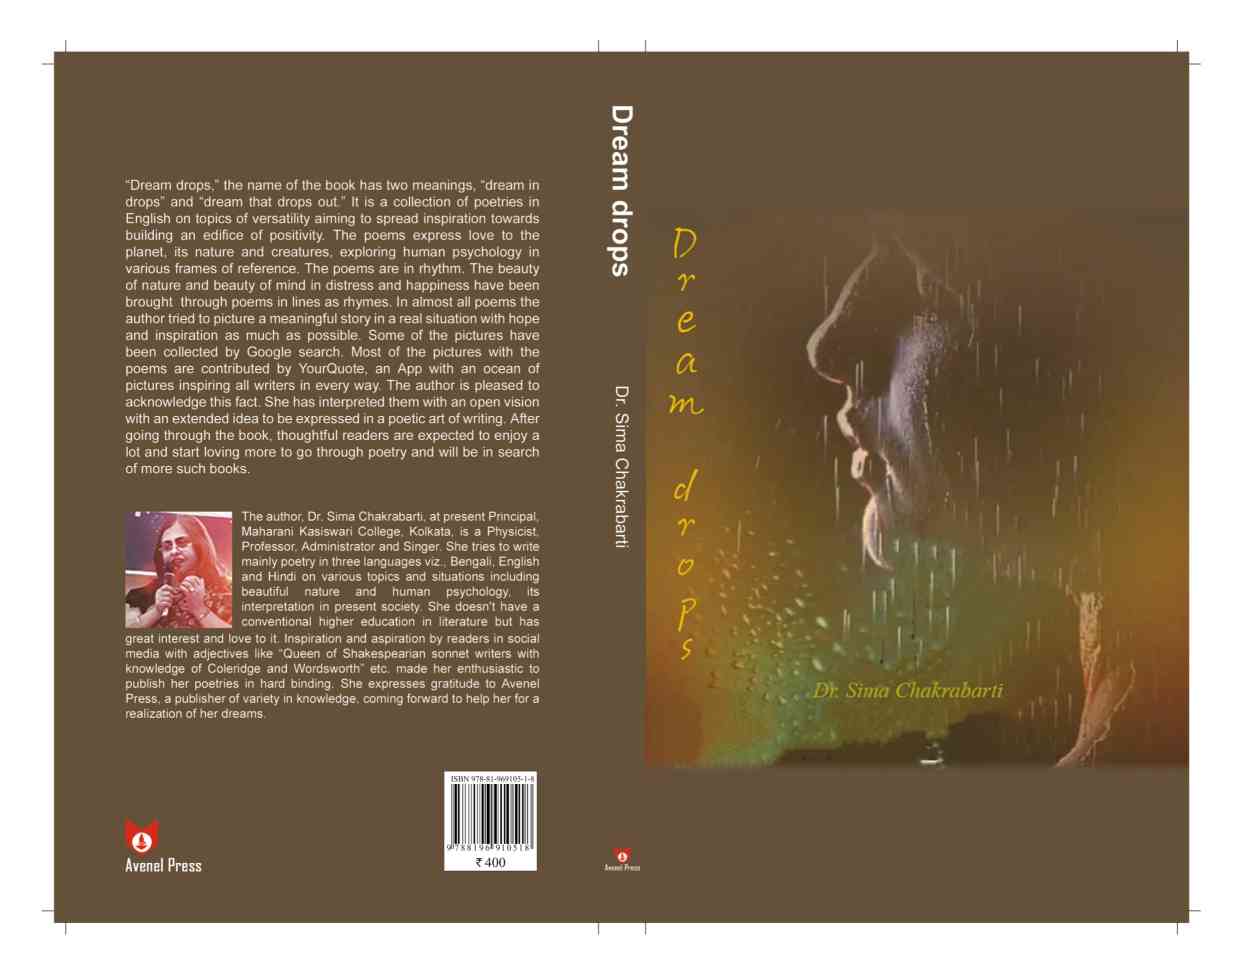 “Dream drops,” the name of the book has two meanings, “dream in
drops” and “dream that drops out.” It is a collection of poetries in
English on topics of versatility aiming to spread inspiration towards
building an edifice of positivity. The poems express love to the
planet, its nature and creatures, exploring human psychology in
various frames of reference. The poems are in rhythm. The beauty
of nature and beauty of mind in distress and happiness have been
brought through poems in lines as rhymes. In almost all poems the
author tried to picture a meaningful story in a real situation with hope
and inspiration as much as possible. Some of the pictures have
been collected by Google search. Most of the pictures with the
poems are contributed by YourQuote, an App with an ocean of
pictures inspiring all writers in every way. The author is pleased to
acknowledge this fact. She has interpreted them with an open vision
with an extended idea to be expressed in a poetic art of writing. After
going through the book, thoughtful readers are expected to enjoy a
lot and start loving more to go through poetry and will be in search
of more such books.
The author, Dr. Sima Chakrabarti, at present Principal,
Maharani Kasiswari College, Kolkata, is a Physicist,
Professor, Administrator and Singer. She tries to write
mainly poetry in three languages viz., Bengali, English
and Hindi on various topics and situations including
beautiful nature and human psychology, its
interpretation in present society. She doesn't have a
conventional higher education in literature but has
great interest and love to it. Inspiration and aspiration by readers in social
media with adjectives like “Queen of Shakespearian sonnet writers with
knowledge of Coleridge and Wordsworth” etc. made her enthusiastic to
publish her poetries in hard binding. She expresses gratitude to Avenel
Press, a publisher of variety in knowledge, coming forward to help her for a
realization of her dreams.
Avenel Press
ISBN 978-81-969105-1-8
9788196910518
₹ 400
Dream drops
Dr. Sima Chakrabarti
Avenel Press
Dream drops
Dr. Sima Chakrabarti